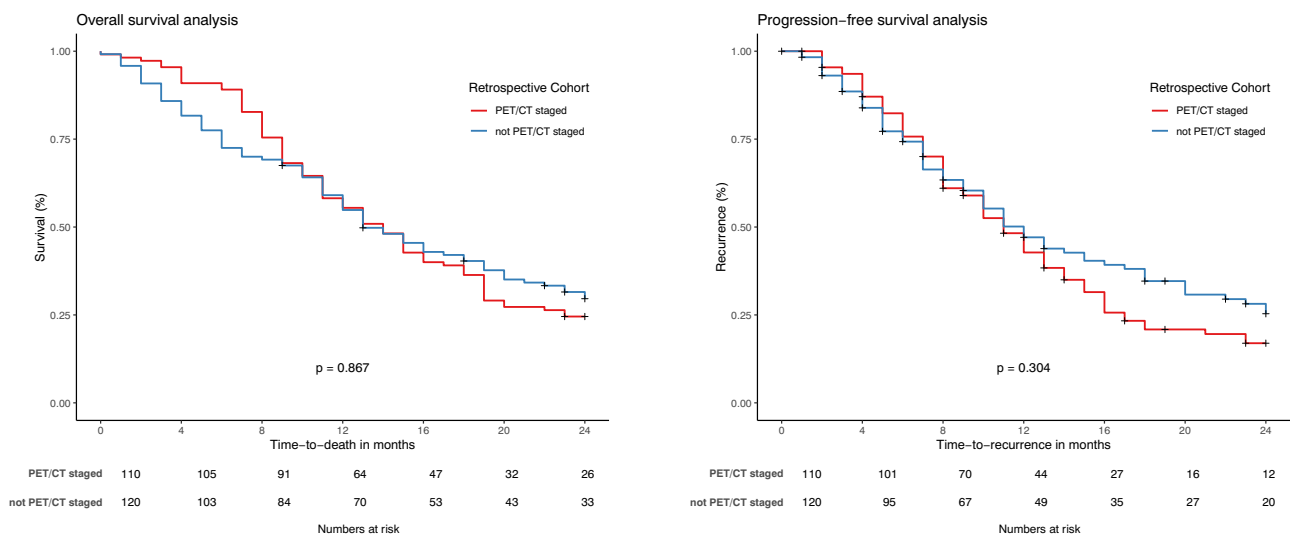 Overall survival analysis
1.00
0.75
0.50
0.25
0.00
Survival (%)
Retrospective Cohort
PET/CT staged
not PET/CT staged
p = 0.867
0 4 8 12 16 20 24
Time−to−death in months
PET/CT staged 110 105 91 64 47 32 26
not PET/CT staged 120 103 84 70 53 43 33
Numbers at risk
Progression−free survival analysis
1.00
0.75
0.50
0.25
0.00
Recurrence (%)
Retrospective Cohort
PET/CT staged
not PET/CT staged
p = 0.304
0 4 8 12 16 20 24
Time−to−recurrence in months
PET/CT staged 110 101 70 44 27 16 12
not PET/CT staged 120 95 67 49 35 27 20
Numbers at risk